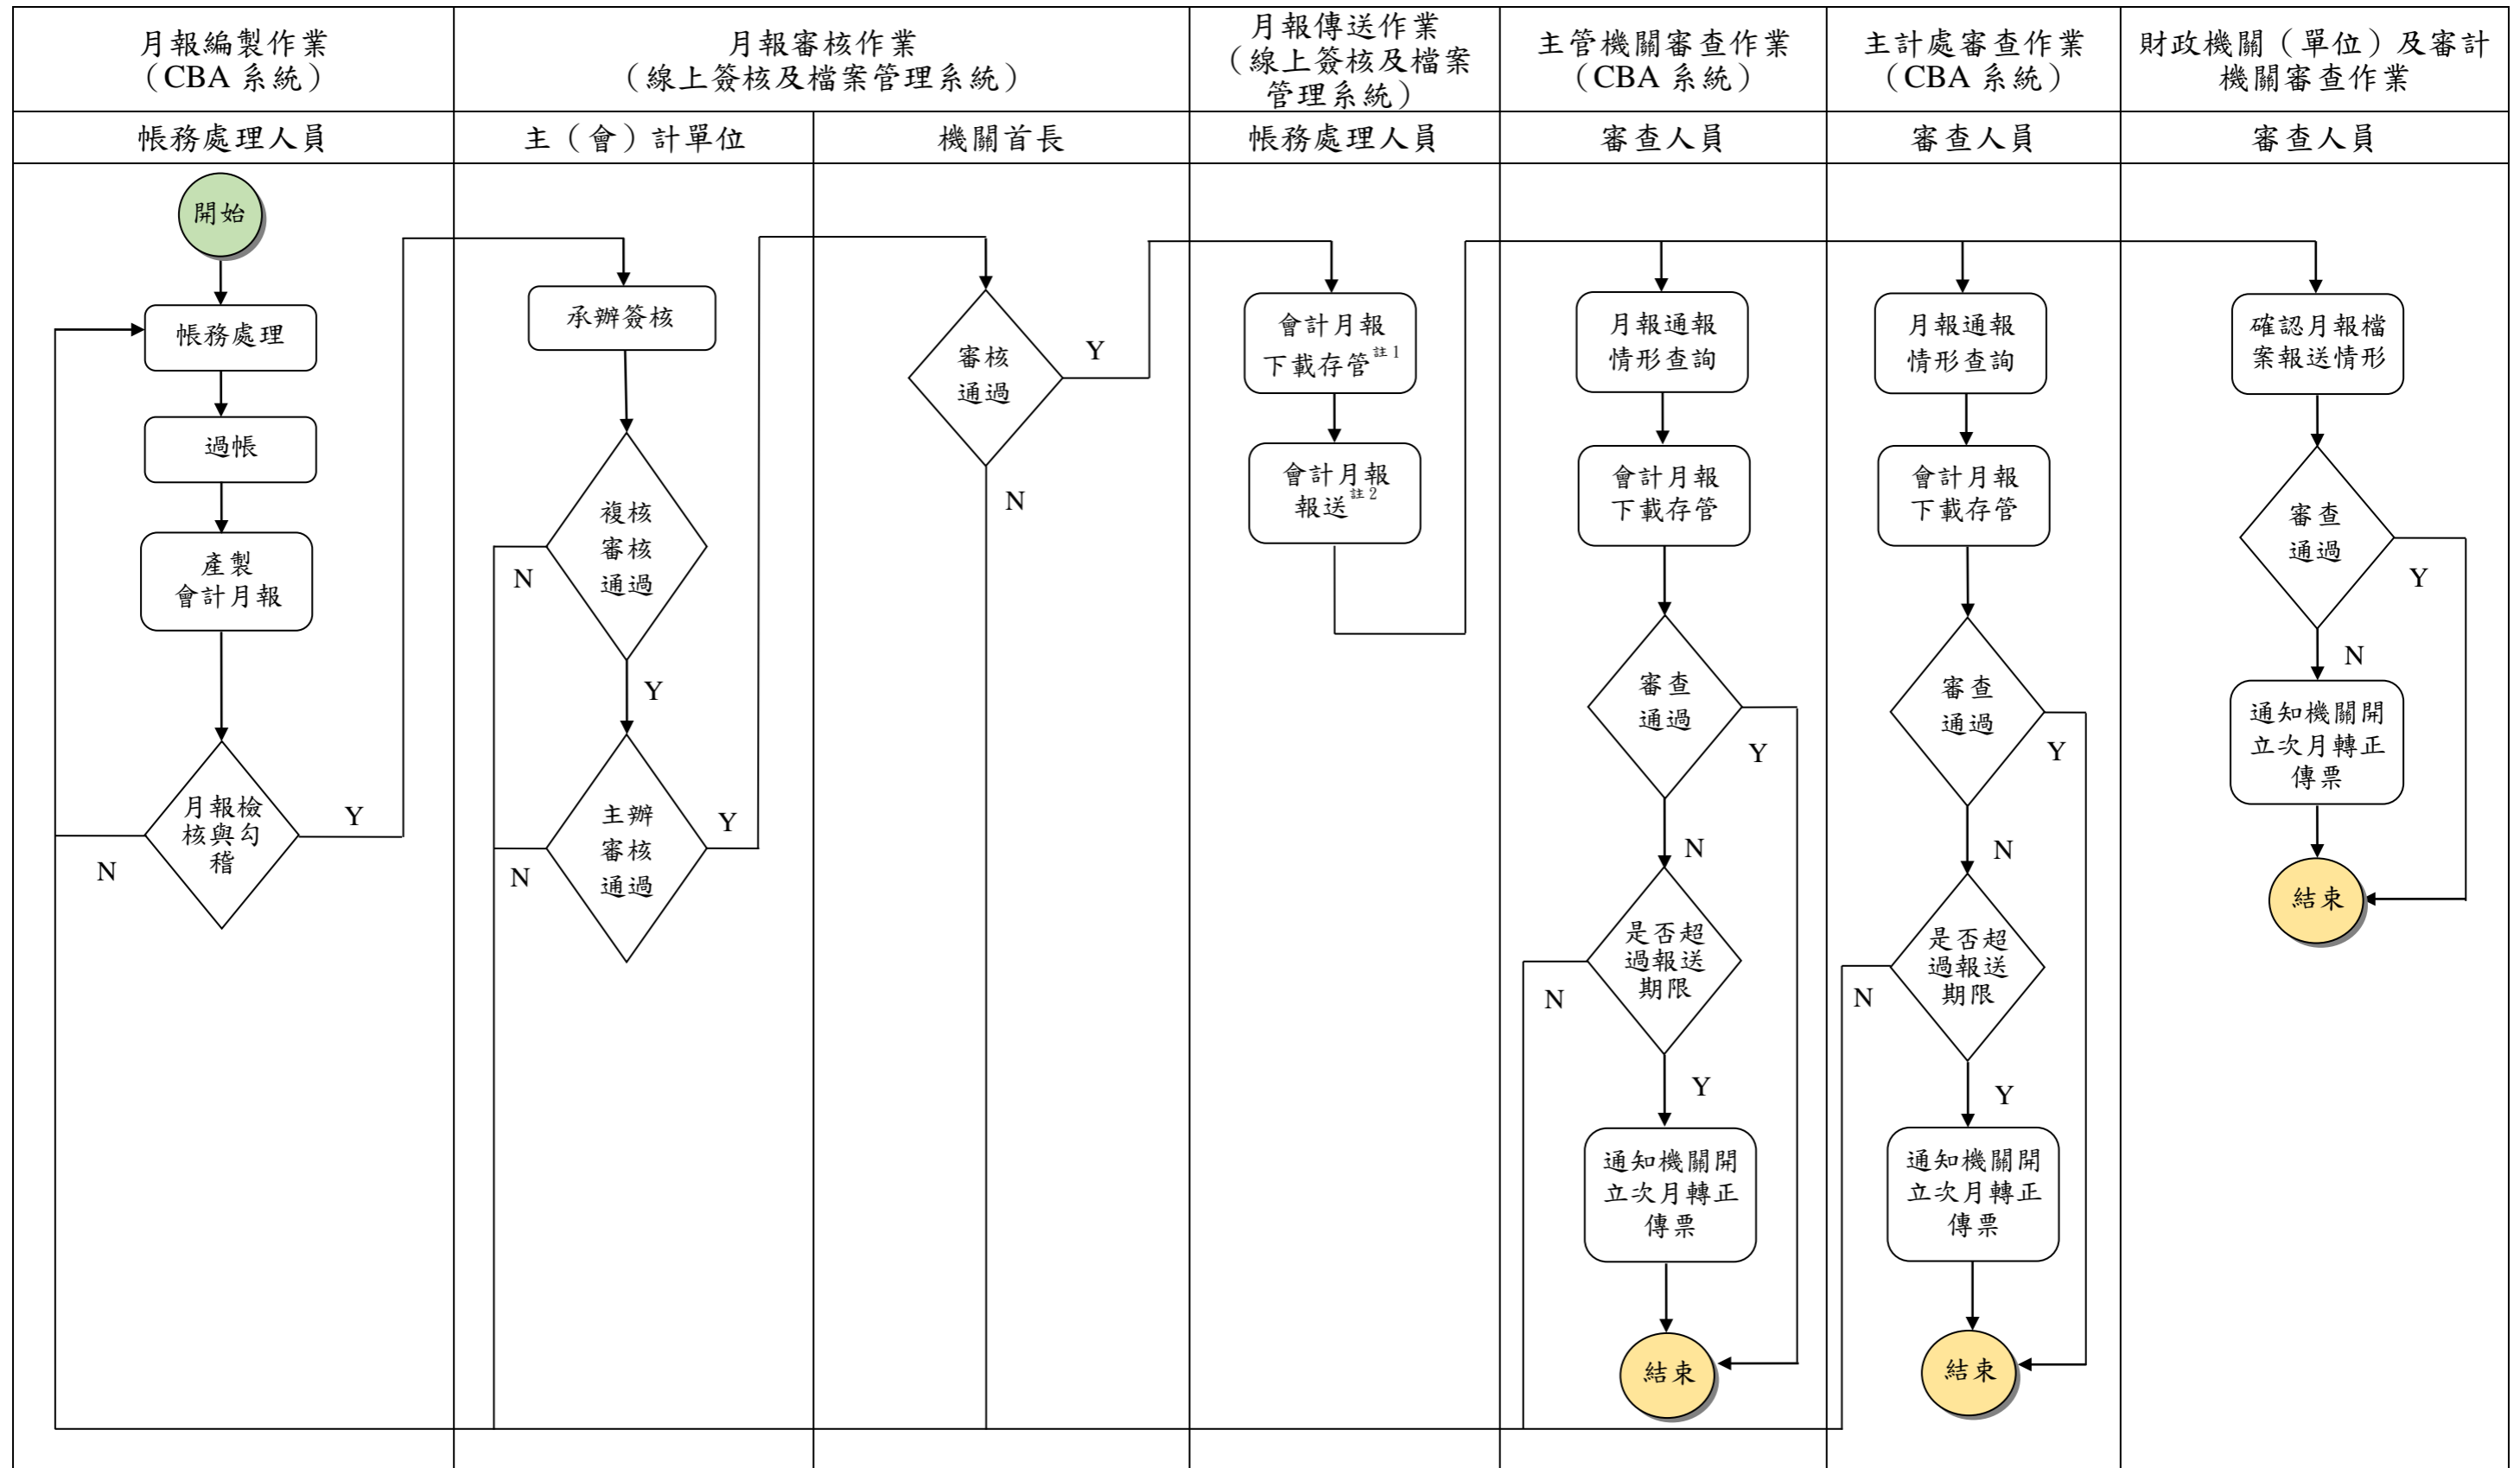 月報編製作業
（CBA 系統）
月報審核作業
（線上簽核及檔案管理系統）
月報傳送作業
（線上簽核及檔案
管理系統）
主管機關審查作業
（CBA 系統）
主計處審查作業
（CBA 系統）
財政機關（單位）及審計
機關審查作業
帳務處理人員
主（會）計單位
機關首長
帳務處理人員
審查人員
審查人員
審查人員
開始
帳務處理
過帳
產製
會計月報
月報檢
核與勾
稽
Y
N
承辦簽核
複核
審核
通過
N
Y
主辦
審核
通過
Y
N
審核
通過
Y
N
會計月報
下載存管註1
會計月報
報送註2
月報通報
情形查詢
會計月報
下載存管
審查
通過
Y
N
是否超
過報送
期限
N
Y
通知機關開
立次月轉正
傳票
結束
月報通報
情形查詢
會計月報
下載存管
審查
通過
Y
N
是否超
過報送
期限
N
Y
通知機關開
立次月轉正
傳票
結束
確認月報檔
案報送情形
審查
通過
Y
N
通知機關開
立次月轉正
傳票
結束